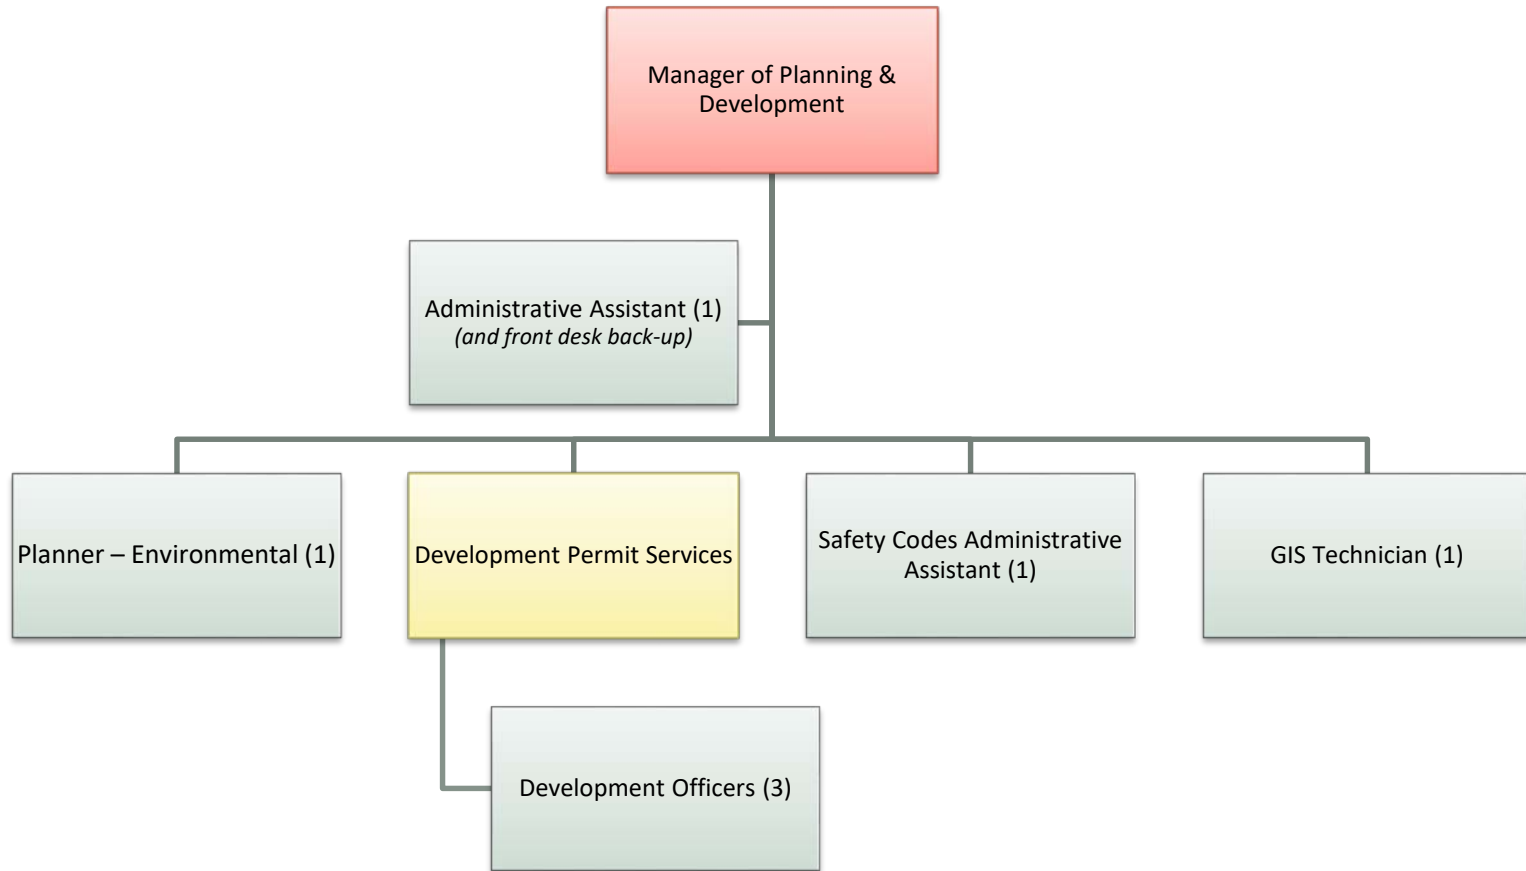 Manager of Planning &
Development
Administrative Assistant (1)
(and front desk back-up)
Planner – Environmental (1)
Development Permit Services
Safety Codes Administrative
Assistant (1)
GIS Technician (1)
Development Officers (3)